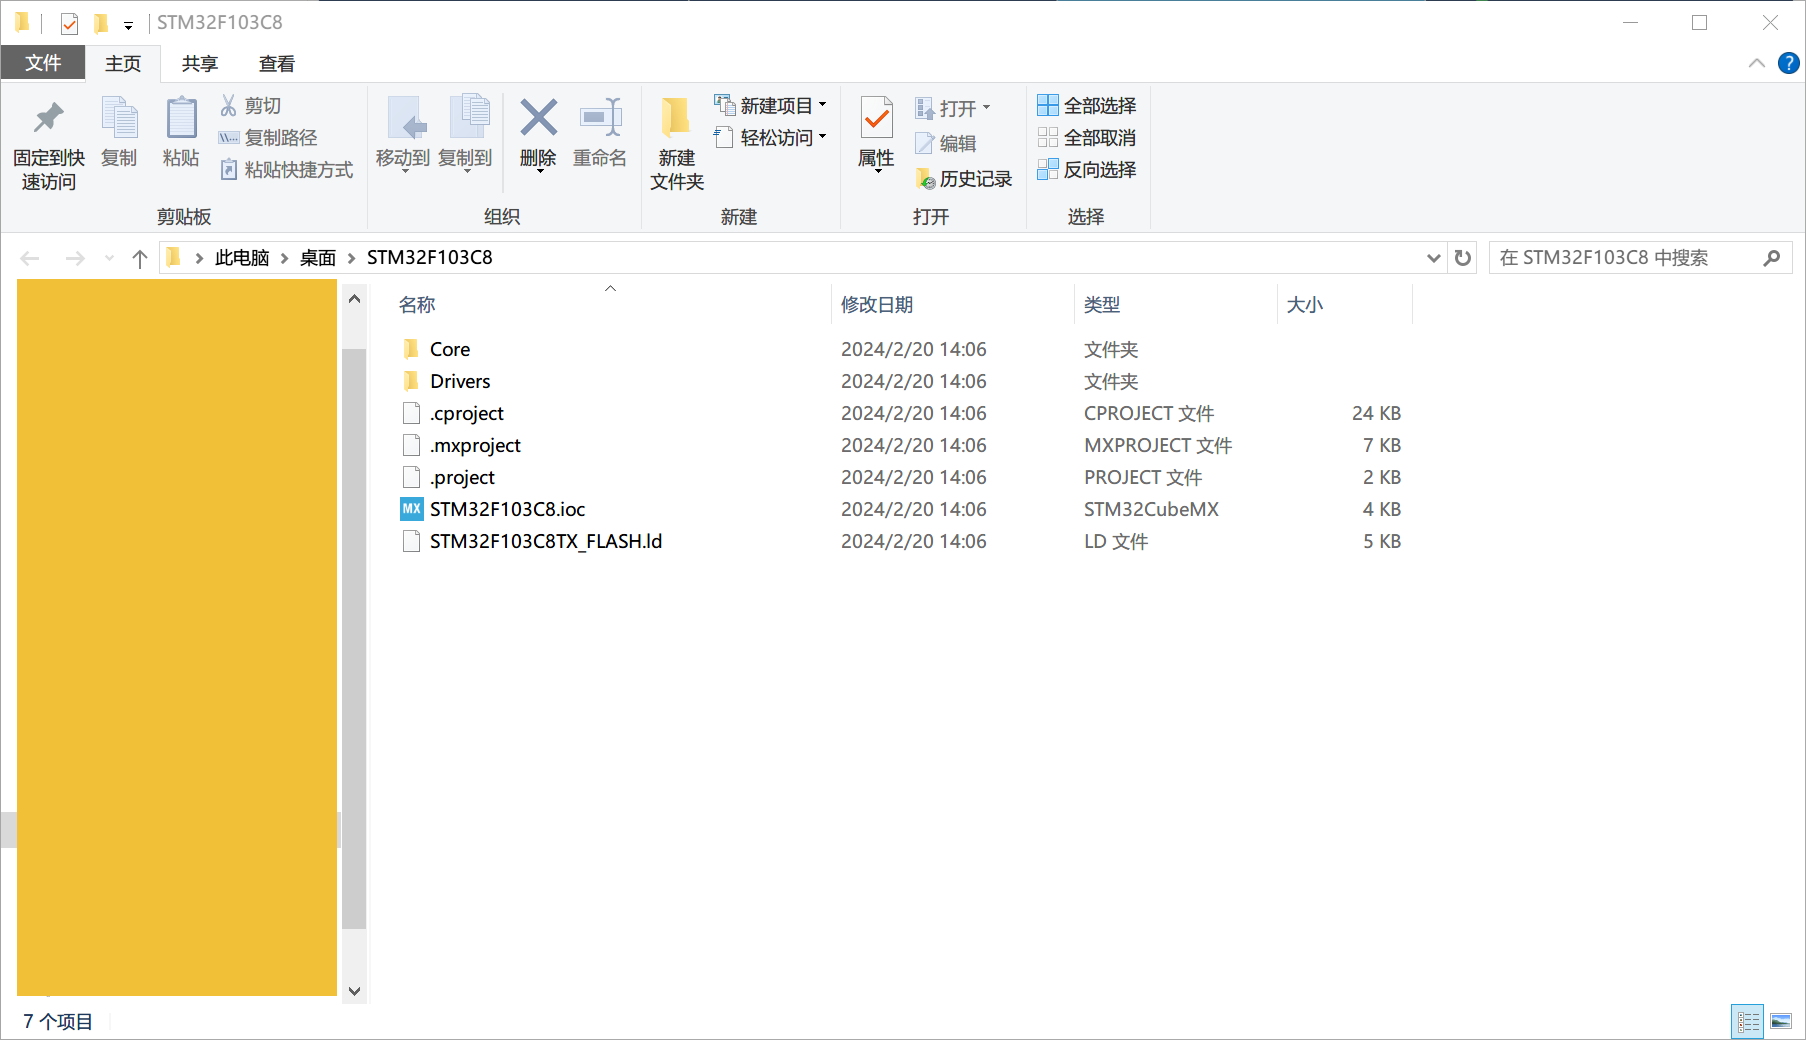 STM32F103C8
文件 主页 共享 查看
固定到快速访问
复制
粘贴
剪切
复制路径
粘贴快捷方式
剪贴板
移动到
复制到
删除
重命名
组织
新建文件夹
新建项目
轻松访问
新建
属性
打开
编辑
历史记录
打开
全部选择
全部取消
反向选择
选择
此电脑 桌面 STM32F103C8
在 STM32F103C8 中搜索
名称 修改日期 类型 大小
Core 2024/2/20 14:06 文件夹
Drivers 2024/2/20 14:06 文件夹
.cproject 2024/2/20 14:06 CPROJECT 文件 24 KB
.mxproject 2024/2/20 14:06 MXPROJECT 文件 7 KB
.project 2024/2/20 14:06 PROJECT 文件 2 KB
MX STM32F103C8.ioc 2024/2/20 14:06 STM32CubeMX 4 KB
STM32F103C8TX_FLASH.ld 2024/2/20 14:06 LD 文件 5 KB
7 个项目